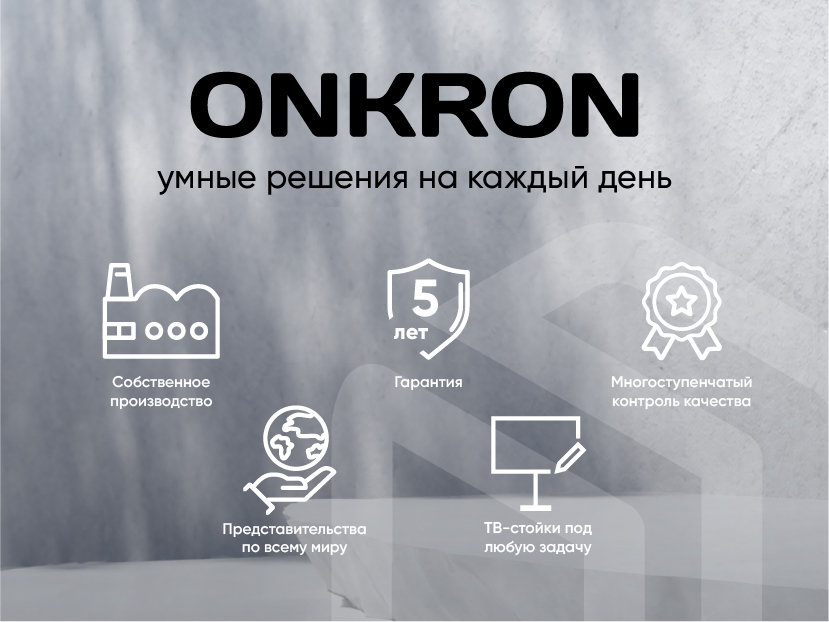 ONKRON
умные решения на каждый день
5
лет
Собственное
производство
Гарантия
Многоступенчатый
контроль качества
Представительства
по всему миру
ТВ-стойки под
любую задачу